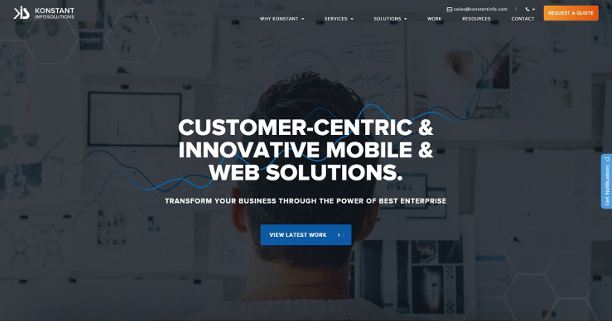 KONSTANT
INFOSOLUTIONS
sales@konstantinfo.com
WHY KONSTANT
SERVICES
SOLUTIONS
WORK
RESOURCES
CONTACT
REQUEST A QUOTE
CUSTOMER-CENTRIC &
INNOVATIVE MOBILE &
WEB SOLUTIONS.
TRANSFORM YOUR BUSINESS THROUGH THE POWER OF BEST ENTERPRISE
VIEW LATEST WORK
Get Notifications